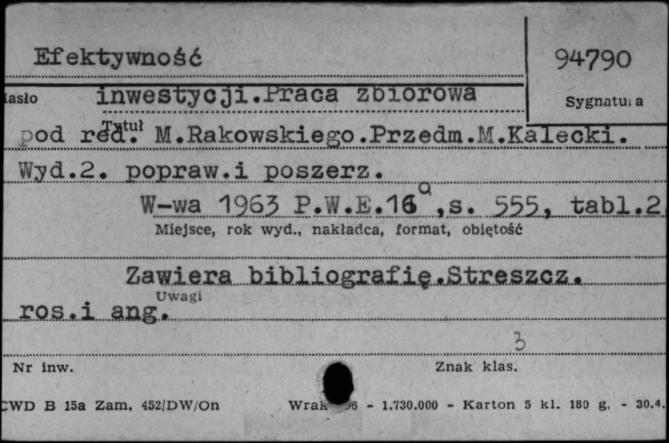 Efektywność
94790
Hasło inwestycji.Praca zbiorowa
Sygnatura
Tytuł
pod red. M.Rakowskiego.Przedm.M.Kalecki.
Wyd.2. popraw.i poszerz.
W-wa 1963 P.W.E.16a,s. 555, tabl.2
Miejsce, rok wyd., nakładca, format, objętość
Zawiera bibliografię.Streszcz.
Uwagi
ros.i ang.
3
Nr inw.
Znak klas.
CWD B 15a Zam. 452/DW/On - 1.730.000 - Karton 5 kl. 180 g. - 30.4.